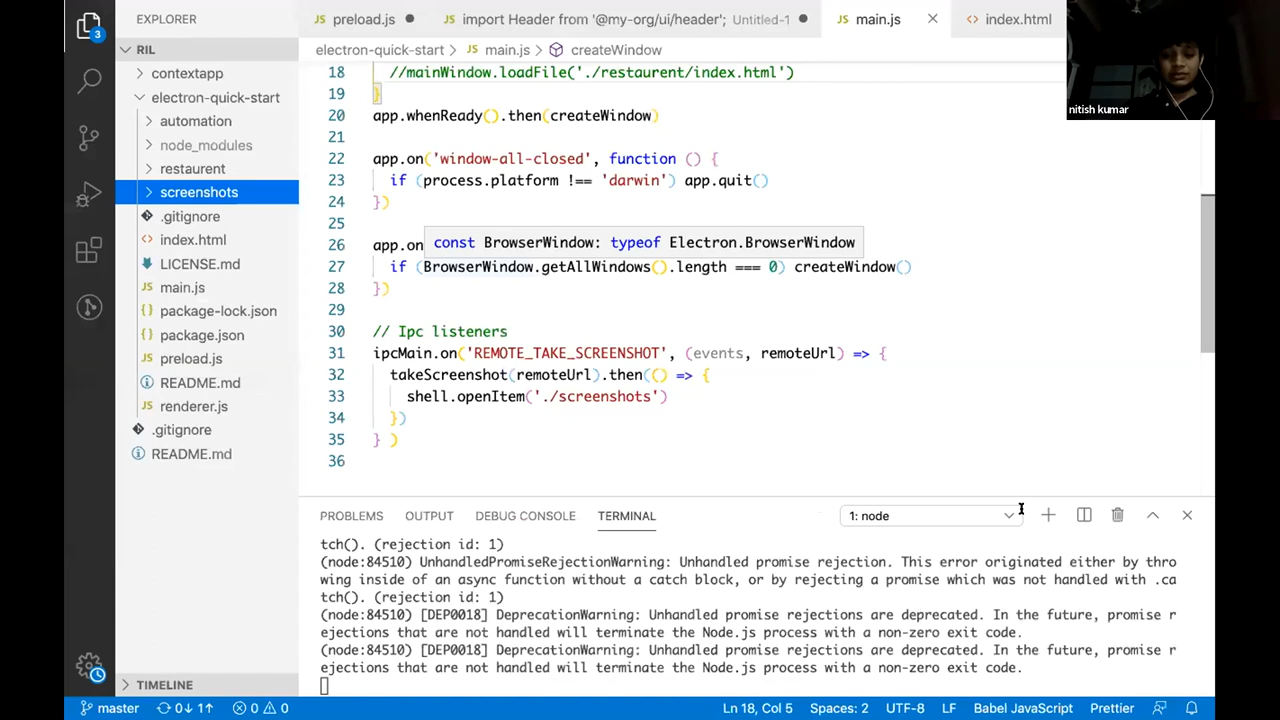 EXPLORER
preload.js
import Header from '@my-org/ui/header'; Untitled-1
main.js
index.html
3
RIL
contextapp
electron-quick-start
automation
node_modules
restaurent
screenshots
.gitignore
index.html
LICENSE.md
main.js
package-lock.json
package.json
preload.js
README.md
renderer.js
.gitignore
README.md
TIMELINE
electron-quick-start > main.js > createWindow
nitish kumar
18 //mainWindow.loadFile('./restaurent/index.html')
19 }
20 app.whenReady().then(createWindow)
21
22 app.on('window-all-closed', function () {
23 if (process.platform !== 'darwin') app.quit()
24 })
25
const BrowserWindow: typeof Electron.BrowserWindow
26 app.on
27 if (BrowserWindow.getAllWindows().length === 0) createWindow()
28 })
29
30 // Ipc listeners
31 ipcMain.on('REMOTE_TAKE_SCREENSHOT', (events, remoteUrl) => {
32 takeScreenshot(remoteUrl).then(() => {
33 shell.openItem('./screenshots')
34 })
35 } )
36
PROBLEMS OUTPUT DEBUG CONSOLE TERMINAL 1: node
tch(). (rejection id: 1)
(node:84510) UnhandledPromiseRejectionWarning: Unhandled promise rejection. This error originated either by thro
wing inside of an async function without a catch block, or by rejecting a promise which was not handled with .ca
tch(). (rejection id: 1)
(node:84510) [DEP0018] DeprecationWarning: Unhandled promise rejections are deprecated. In the future, promise r
ejections that are not handled will terminate the Node.js process with a non-zero exit code.
(node:84510) [DEP0018] DeprecationWarning: Unhandled promise rejections are deprecated. In the future, promise r
ejections that are not handled will terminate the Node.js process with a non-zero exit code.
master 0↓ 1↑ 0 0 Ln 18, Col 5 Spaces: 2 UTF-8 LF Babel JavaScript Prettier